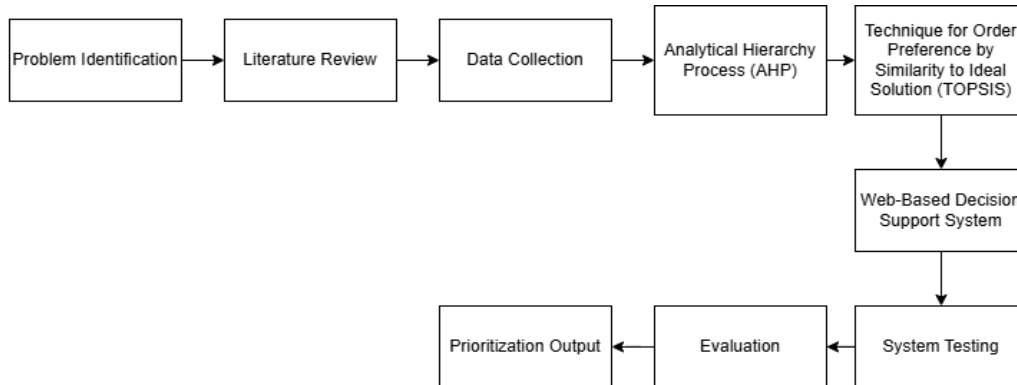 Problem Identification
Literature Review
Data Collection
Analytical Hierarchy
Process (AHP)
Technique for Order
Preference by
Similarity to Ideal
Solution (TOPSIS)
Web-Based Decision
Support System
System Testing
Evaluation
Prioritization Output